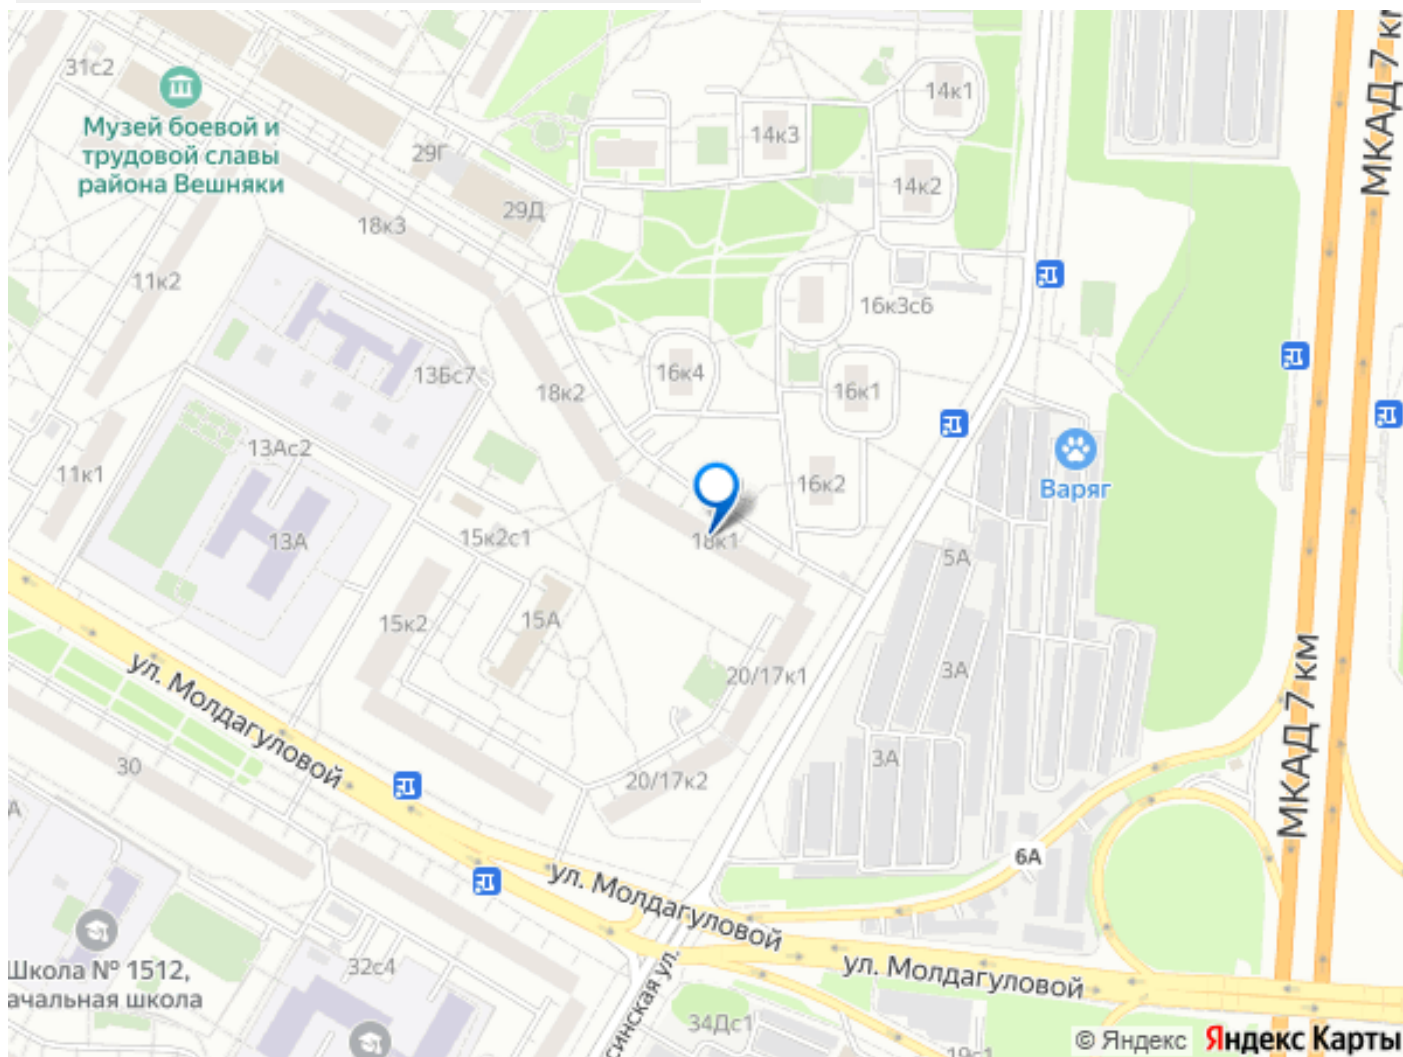 31с2
Музей боевой и
трудовой славы
района Вешняки
29Г
29Д
18к3
11к2
14к1
14к3
14к2
МКАД 7 км
16к3с6
13Бс7
18к2
16к4
16к1
13Ас2
11к1
16к2
Варяг
13А
15к2с1
18к1
5А
15к2
15А
3А
20/17к1
ул. Молдагуловой
МКАД 7 км
30
20/17к2
3А
А
6А
ул. Молдагуловой
Школа № 1512,
ачальная школа
32с4
синская ул.
ул. Молдагуловой
34Дс1
19с1
© Яндекс Яндекс Карты